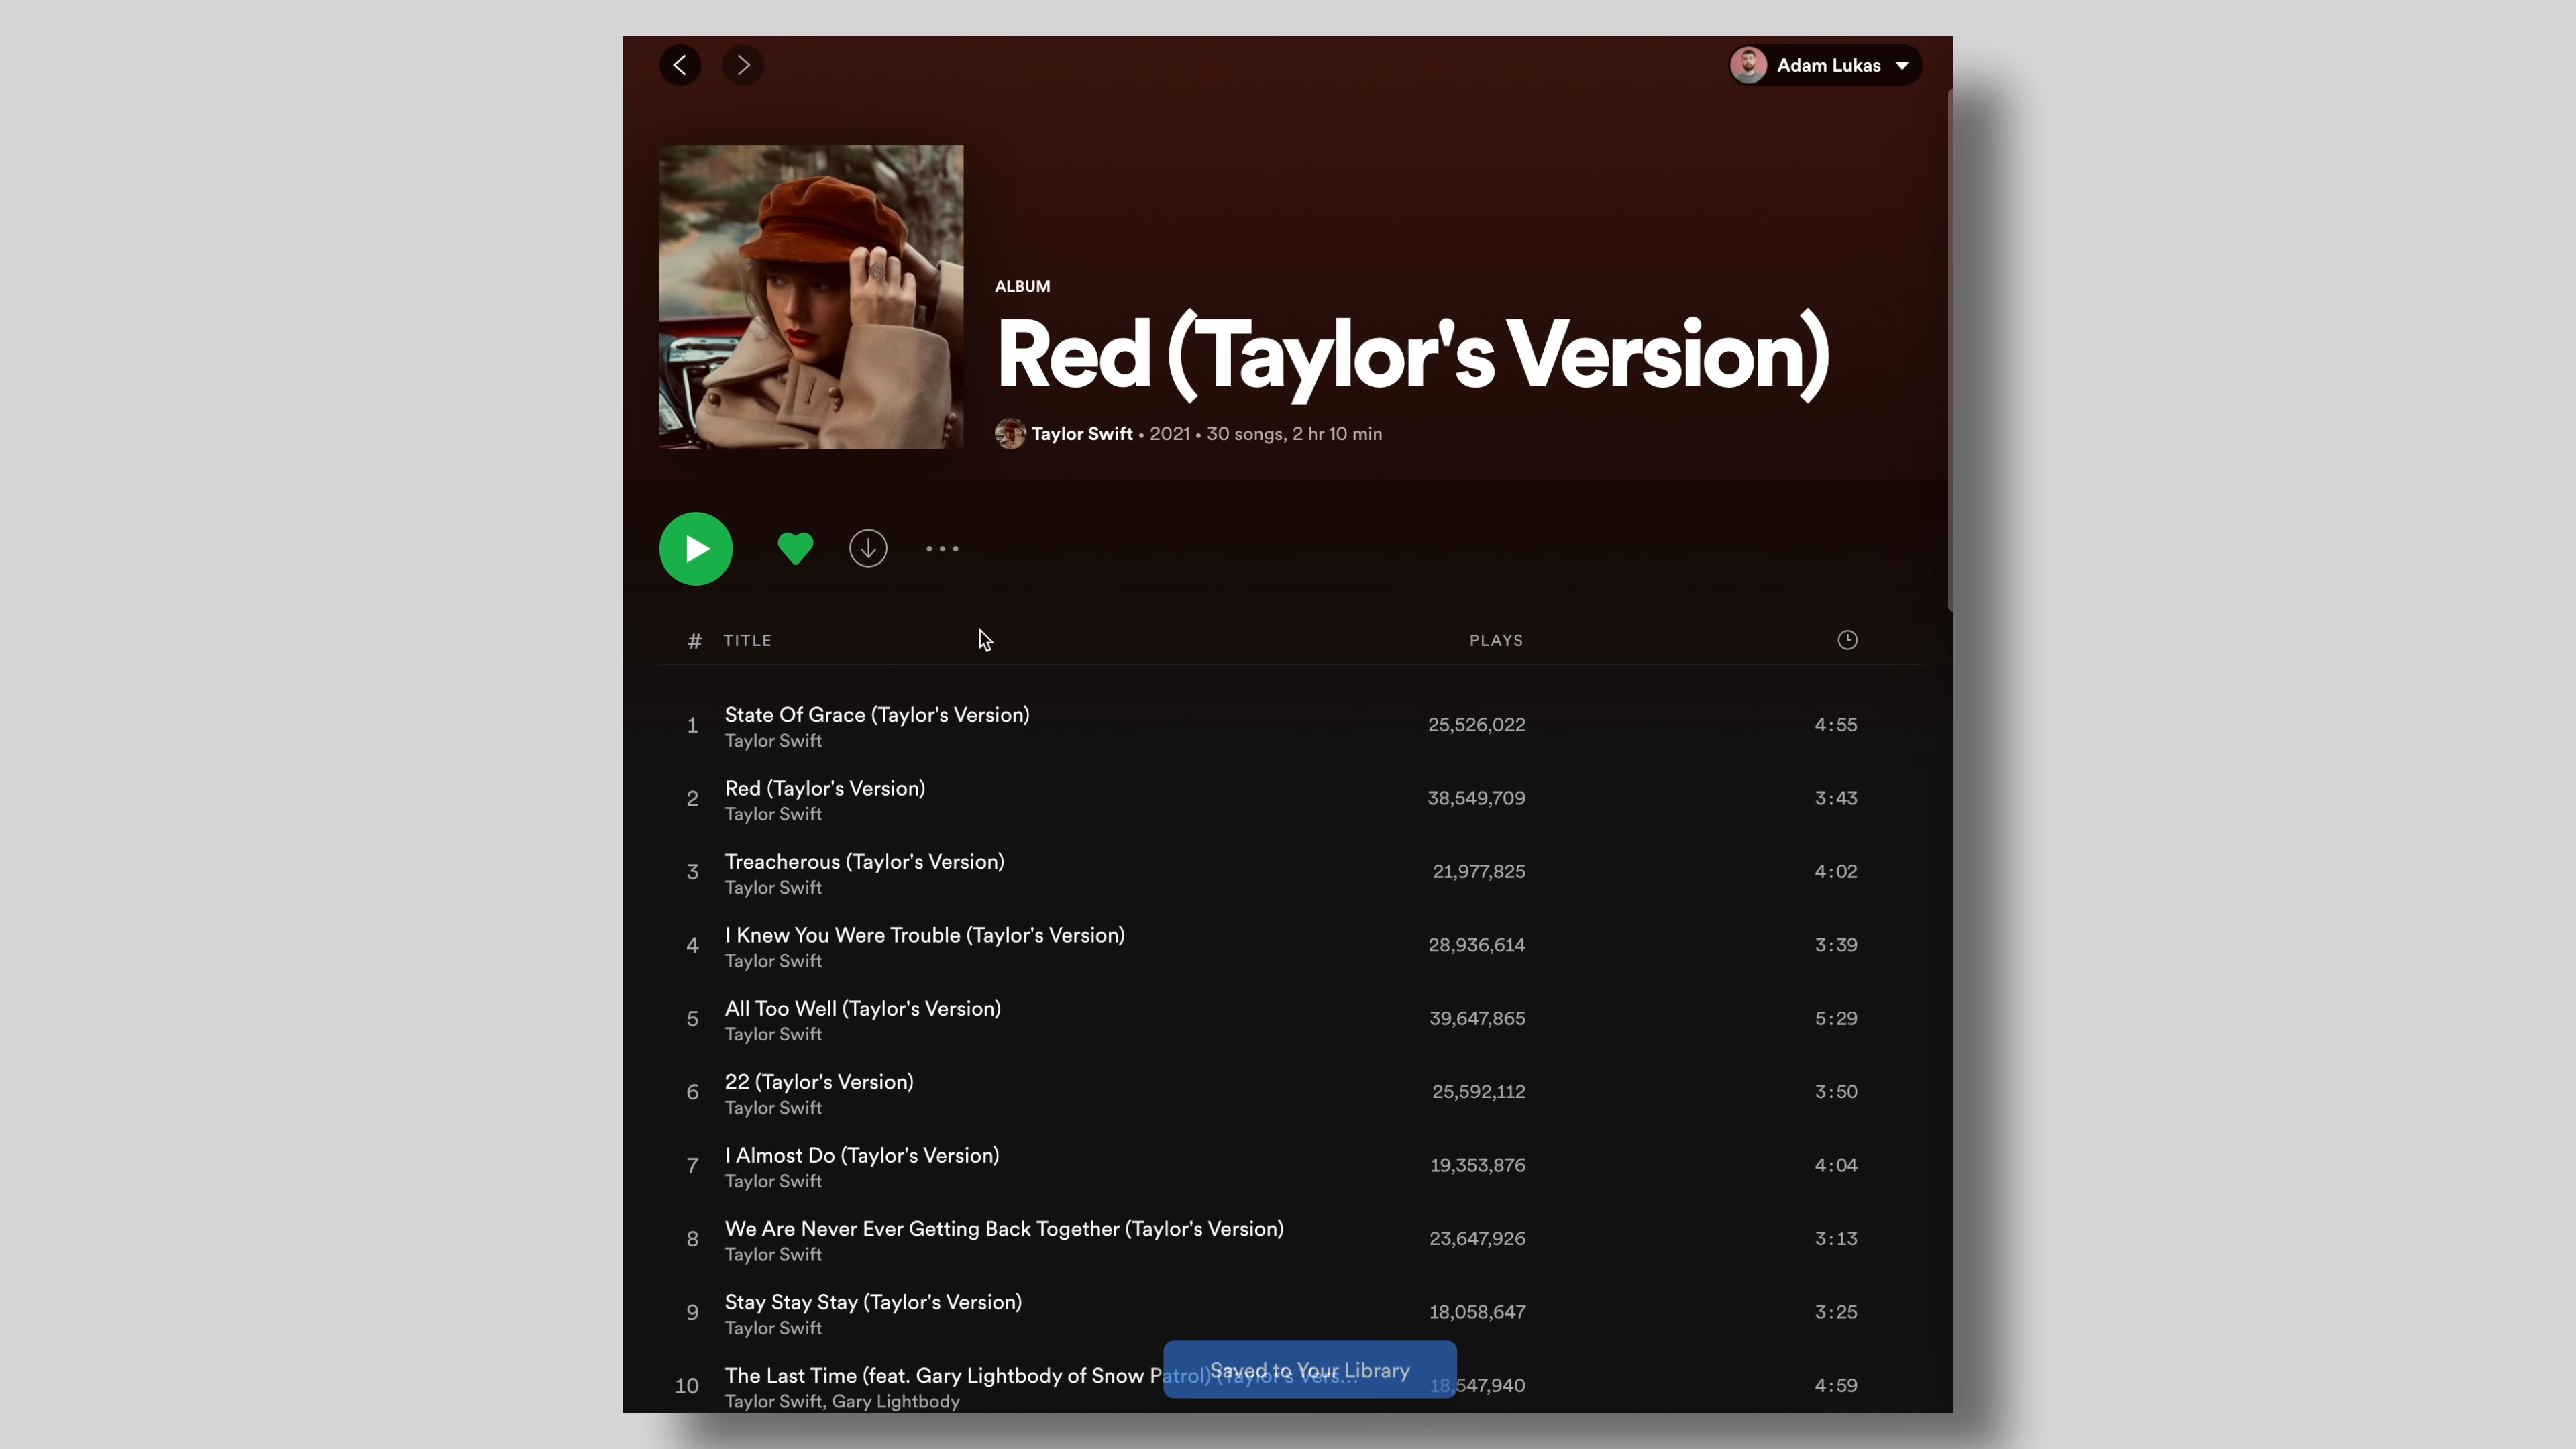 Adam Lukas
ALBUM
Red (Taylor's Version)
Taylor Swift • 2021 • 30 songs, 2 hr 10 min
# TITLE PLAYS
1 State Of Grace (Taylor's Version) 25,526,022 4:55
Taylor Swift
2 Red (Taylor's Version) 38,549,709 3:43
Taylor Swift
3 Treacherous (Taylor's Version) 21,977,825 4:02
Taylor Swift
4 I Knew You Were Trouble (Taylor's Version) 28,936,614 3:39
Taylor Swift
5 All Too Well (Taylor's Version) 39,647,865 5:29
Taylor Swift
6 22 (Taylor's Version) 25,592,112 3:50
Taylor Swift
7 I Almost Do (Taylor's Version) 19,353,876 4:04
Taylor Swift
8 We Are Never Ever Getting Back Together (Taylor's Version) 23,647,926 3:13
Taylor Swift
9 Stay Stay Stay (Taylor's Version) 18,058,647 3:25
Taylor Swift
Saved to Your Library
10 The Last Time (feat. Gary Lightbody of Snow Patrol) (Taylor's Vers... 18,547,940 4:59
Taylor Swift, Gary Lightbody